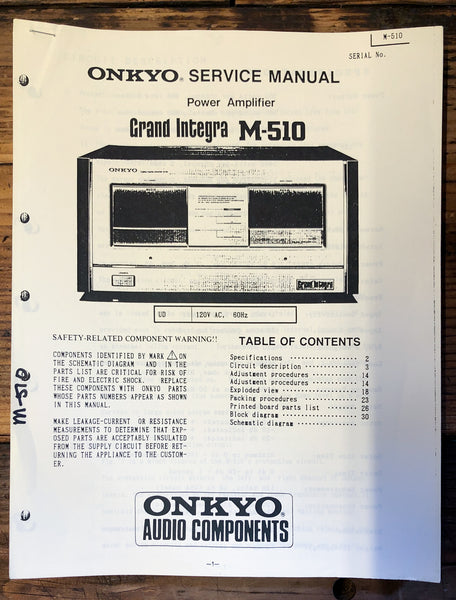 M-510
SERIAL No.
ONKYO® SERVICE MANUAL
Power Amplifier
Grand Integra M-510
ONKYO
Grand Integra
UD 120V AC, 60Hz
SAFETY-RELATED COMPONENT WARNING!!
COMPONENTS IDENTIFIED BY MARK ⚠ ON
THE SCHEMATIC DIAGRAM AND IN THE
PARTS LIST ARE CRITICAL FOR RISK OF
FIRE AND ELECTRIC SHOCK. REPLACE
THESE COMPONENTS WITH ONKYO PARTS
WHOSE PARTS NUMBERS APPEAR AS SHOWN
IN THIS MANUAL.
MAKE LEAKAGE-CURRENT OR RESISTANCE
MEASUREMENTS TO DETERMINE THAT EXP-
OSED PARTS ARE ACCEPTABLY INSULATED
FROM THE SUPPLY CIRCUIT BEFORE RET-
URNING THE APPLIANCE TO THE CUSTOM-
ER.
TABLE OF CONTENTS
Specifications 2
Circuit description 3
Adjustment procedures 14
Adjustment procedures 14
Exploded view 18
Packing procedures 23
Printed board parts list 26
Block diagram 30
Schematic diagram
M-510
ONKYO®
AUDIO COMPONENTS
-1-